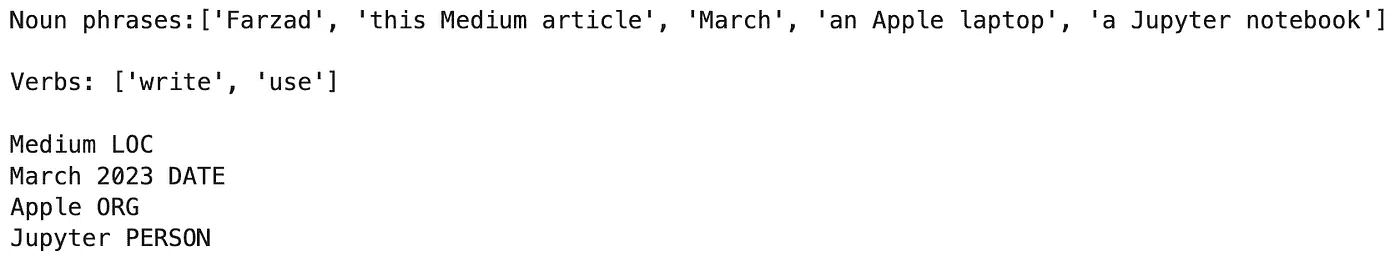 Noun phrases:['Farzad', 'this Medium article', 'March', 'an Apple laptop', 'a Jupyter notebook']
Verbs: ['write', 'use']
Medium LOC
March 2023 DATE
Apple ORG
Jupyter PERSON